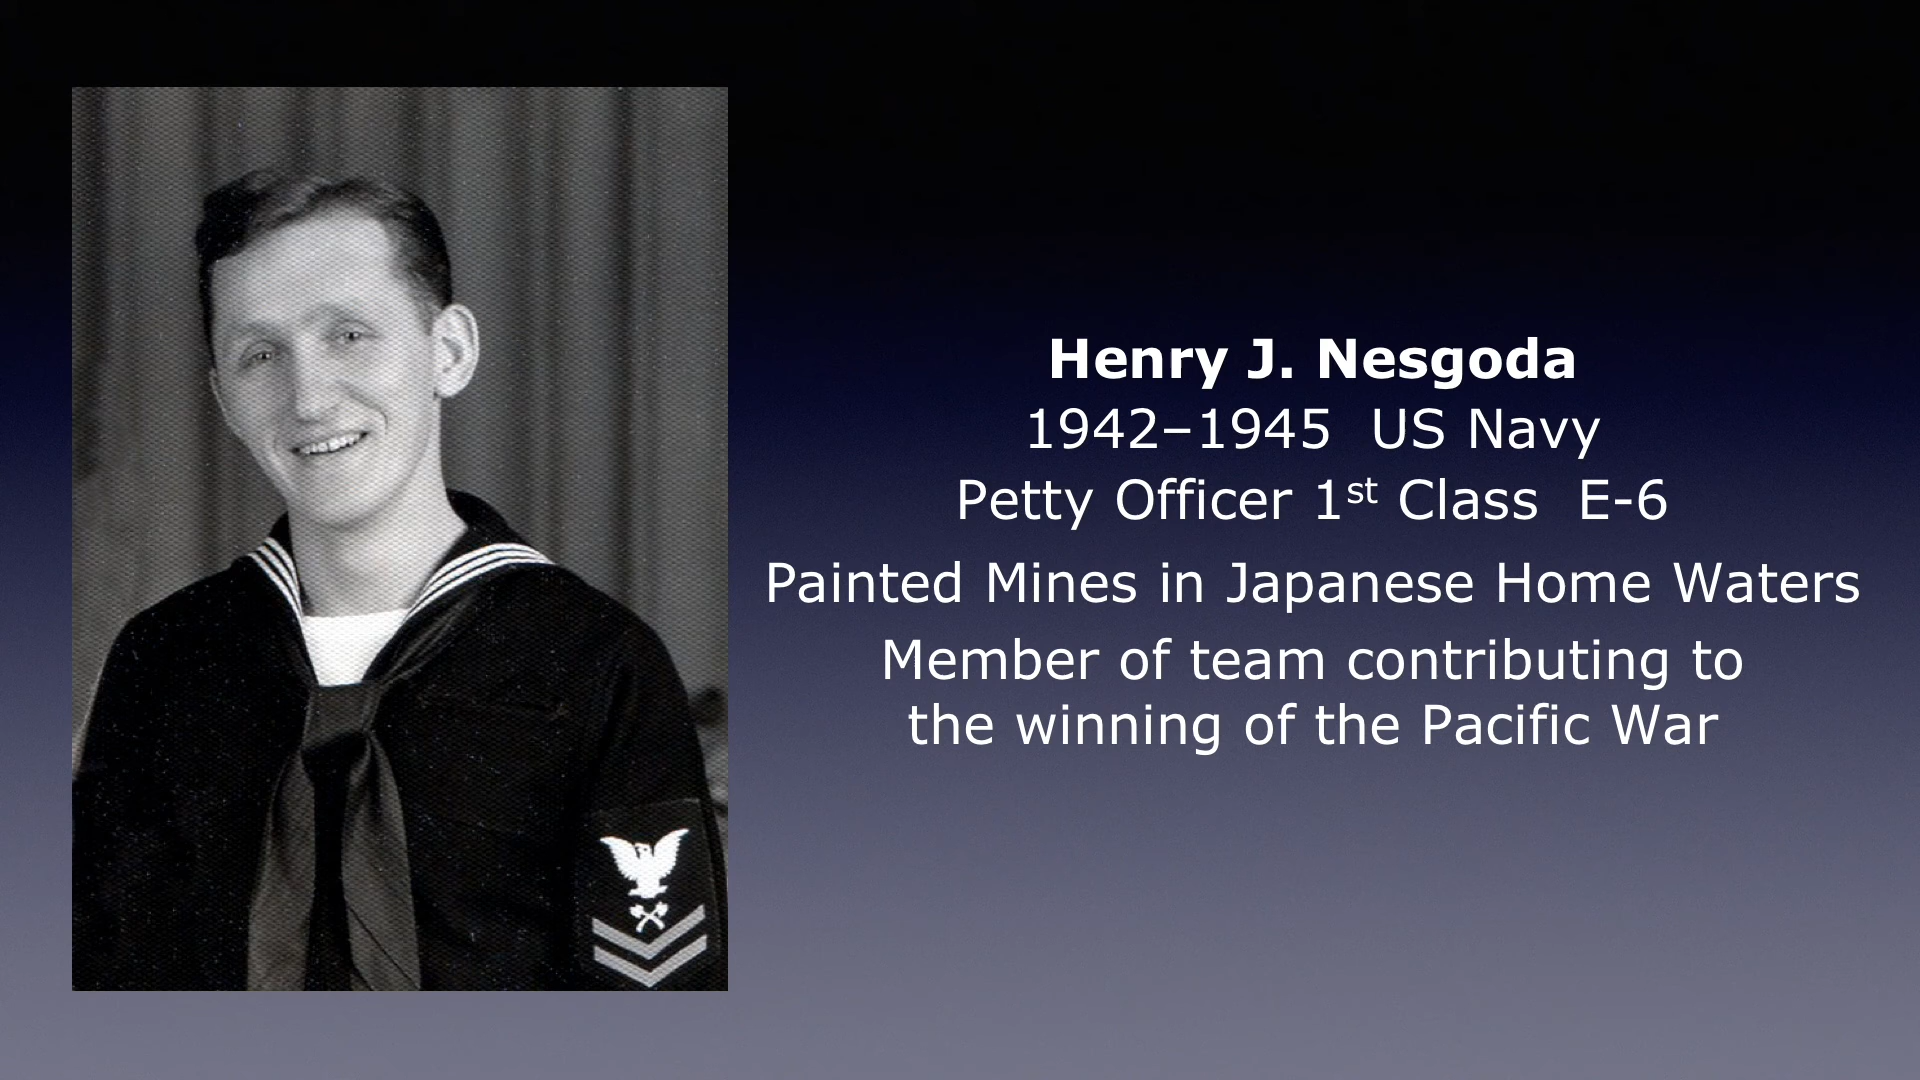 Henry J. Nesgoda
1942–1945 US Navy
Petty Officer 1st Class E-6
Painted Mines in Japanese Home Waters
Member of team contributing to
the winning of the Pacific War